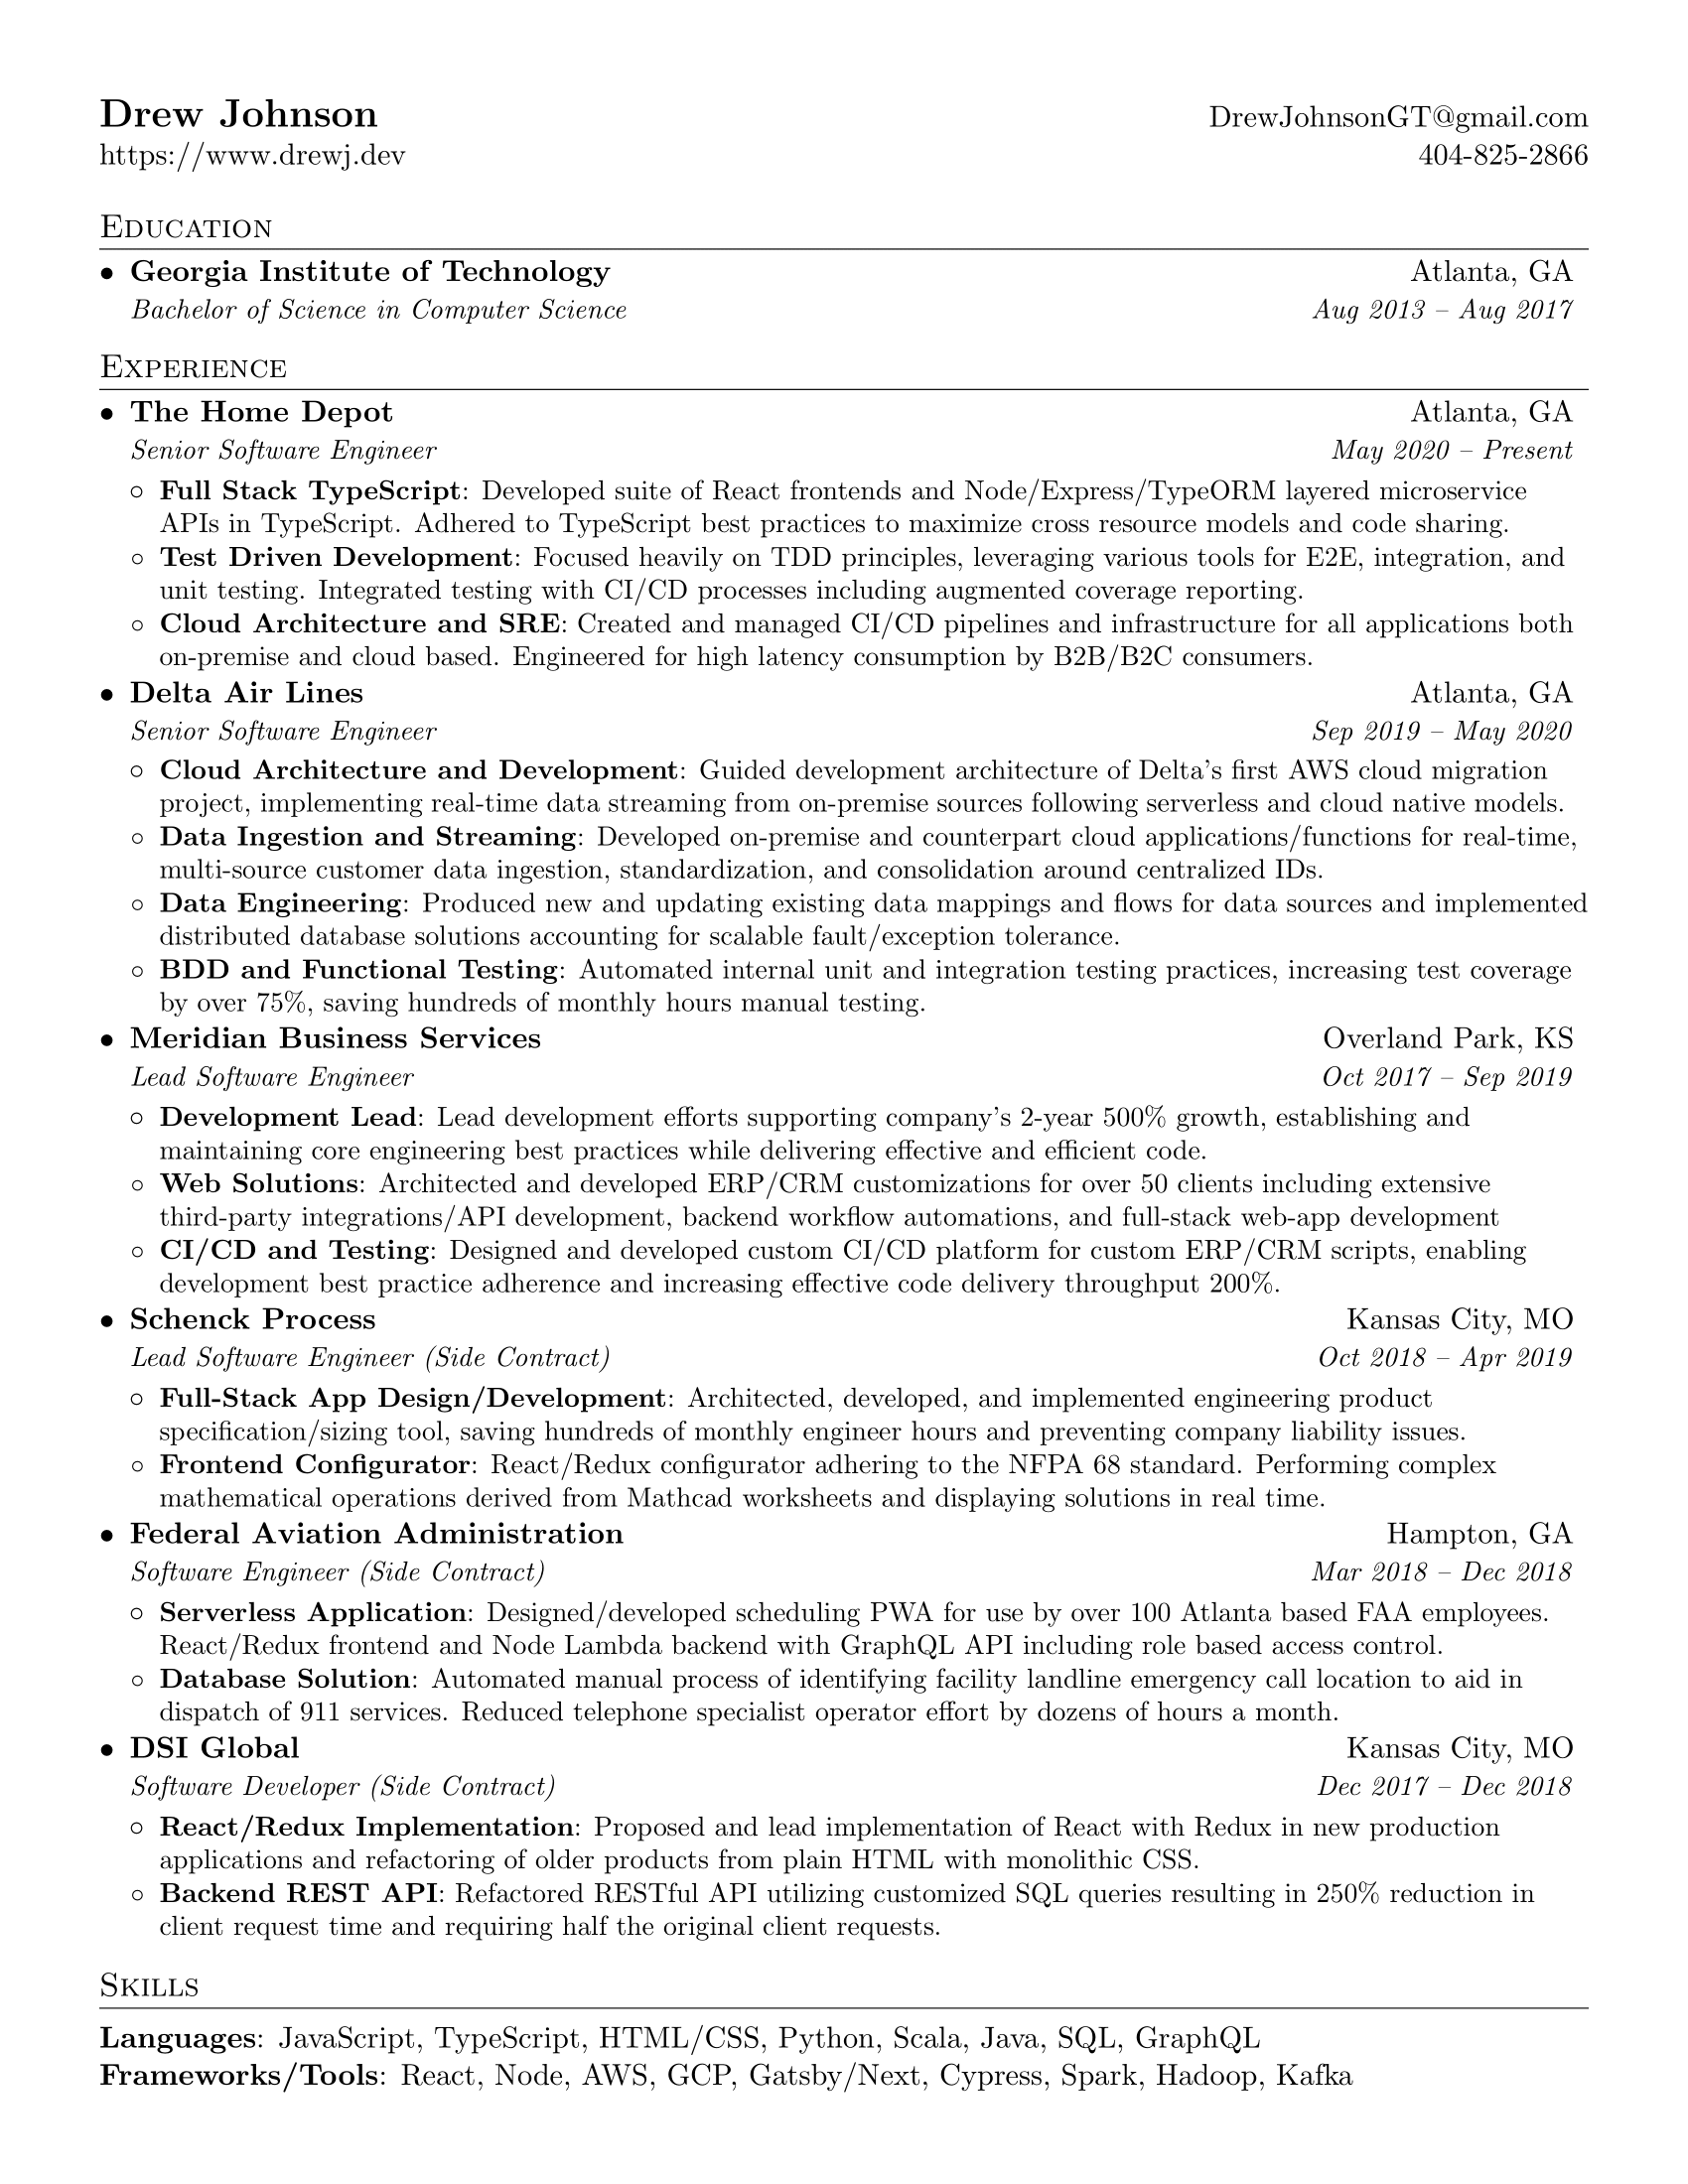 Drew Johnson DrewJohnsonGT@gmail.com
https://www.drewj.dev 404-825-2866
Education
• Georgia Institute of Technology Atlanta, GA
Bachelor of Science in Computer Science Aug 2013 – Aug 2017
Experience
• The Home Depot Atlanta, GA
Senior Software Engineer May 2020 – Present
◦ Full Stack TypeScript: Developed suite of React frontends and Node/Express/TypeORM layered microservice
APIs in TypeScript. Adhered to TypeScript best practices to maximize cross resource models and code sharing.
◦ Test Driven Development: Focused heavily on TDD principles, leveraging various tools for E2E, integration, and
unit testing. Integrated testing with CI/CD processes including augmented coverage reporting.
◦ Cloud Architecture and SRE: Created and managed CI/CD pipelines and infrastructure for all applications both
on-premise and cloud based. Engineered for high latency consumption by B2B/B2C consumers.
• Delta Air Lines Atlanta, GA
Senior Software Engineer Sep 2019 – May 2020
◦ Cloud Architecture and Development: Guided development architecture of Delta's first AWS cloud migration
project, implementing real-time data streaming from on-premise sources following serverless and cloud native models.
◦ Data Ingestion and Streaming: Developed on-premise and counterpart cloud applications/functions for real-time,
multi-source customer data ingestion, standardization, and consolidation around centralized IDs.
◦ Data Engineering: Produced new and updating existing data mappings and flows for data sources and implemented
distributed database solutions accounting for scalable fault/exception tolerance.
◦ BDD and Functional Testing: Automated internal unit and integration testing practices, increasing test coverage
by over 75%, saving hundreds of monthly hours manual testing.
• Meridian Business Services Overland Park, KS
Lead Software Engineer Oct 2017 – Sep 2019
◦ Development Lead: Lead development efforts supporting company's 2-year 500% growth, establishing and
maintaining core engineering best practices while delivering effective and efficient code.
◦ Web Solutions: Architected and developed ERP/CRM customizations for over 50 clients including extensive
third-party integrations/API development, backend workflow automations, and full-stack web-app development
◦ CI/CD and Testing: Designed and developed custom CI/CD platform for custom ERP/CRM scripts, enabling
development best practice adherence and increasing effective code delivery throughput 200%.
• Schenck Process Kansas City, MO
Lead Software Engineer (Side Contract) Oct 2018 – Apr 2019
◦ Full-Stack App Design/Development: Architected, developed, and implemented engineering product
specification/sizing tool, saving hundreds of monthly engineer hours and preventing company liability issues.
◦ Frontend Configurator: React/Redux configurator adhering to the NFPA 68 standard. Performing complex
mathematical operations derived from Mathcad worksheets and displaying solutions in real time.
• Federal Aviation Administration Hampton, GA
Software Engineer (Side Contract) Mar 2018 – Dec 2018
◦ Serverless Application: Designed/developed scheduling PWA for use by over 100 Atlanta based FAA employees.
React/Redux frontend and Node Lambda backend with GraphQL API including role based access control.
◦ Database Solution: Automated manual process of identifying facility landline emergency call location to aid in
dispatch of 911 services. Reduced telephone specialist operator effort by dozens of hours a month.
• DSI Global Kansas City, MO
Software Developer (Side Contract) Dec 2017 – Dec 2018
◦ React/Redux Implementation: Proposed and lead implementation of React with Redux in new production
applications and refactoring of older products from plain HTML with monolithic CSS.
◦ Backend REST API: Refactored RESTful API utilizing customized SQL queries resulting in 250% reduction in
client request time and requiring half the original client requests.
Skills
Languages: JavaScript, TypeScript, HTML/CSS, Python, Scala, Java, SQL, GraphQL
Frameworks/Tools: React, Node, AWS, GCP, Gatsby/Next, Cypress, Spark, Hadoop, Kafka